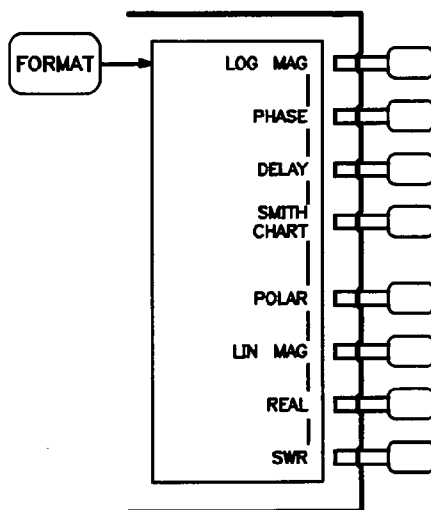 FORMAT
LOG MAG
PHASE
DELAY
SMITH
CHART
POLAR
LIN MAG
REAL
SWR